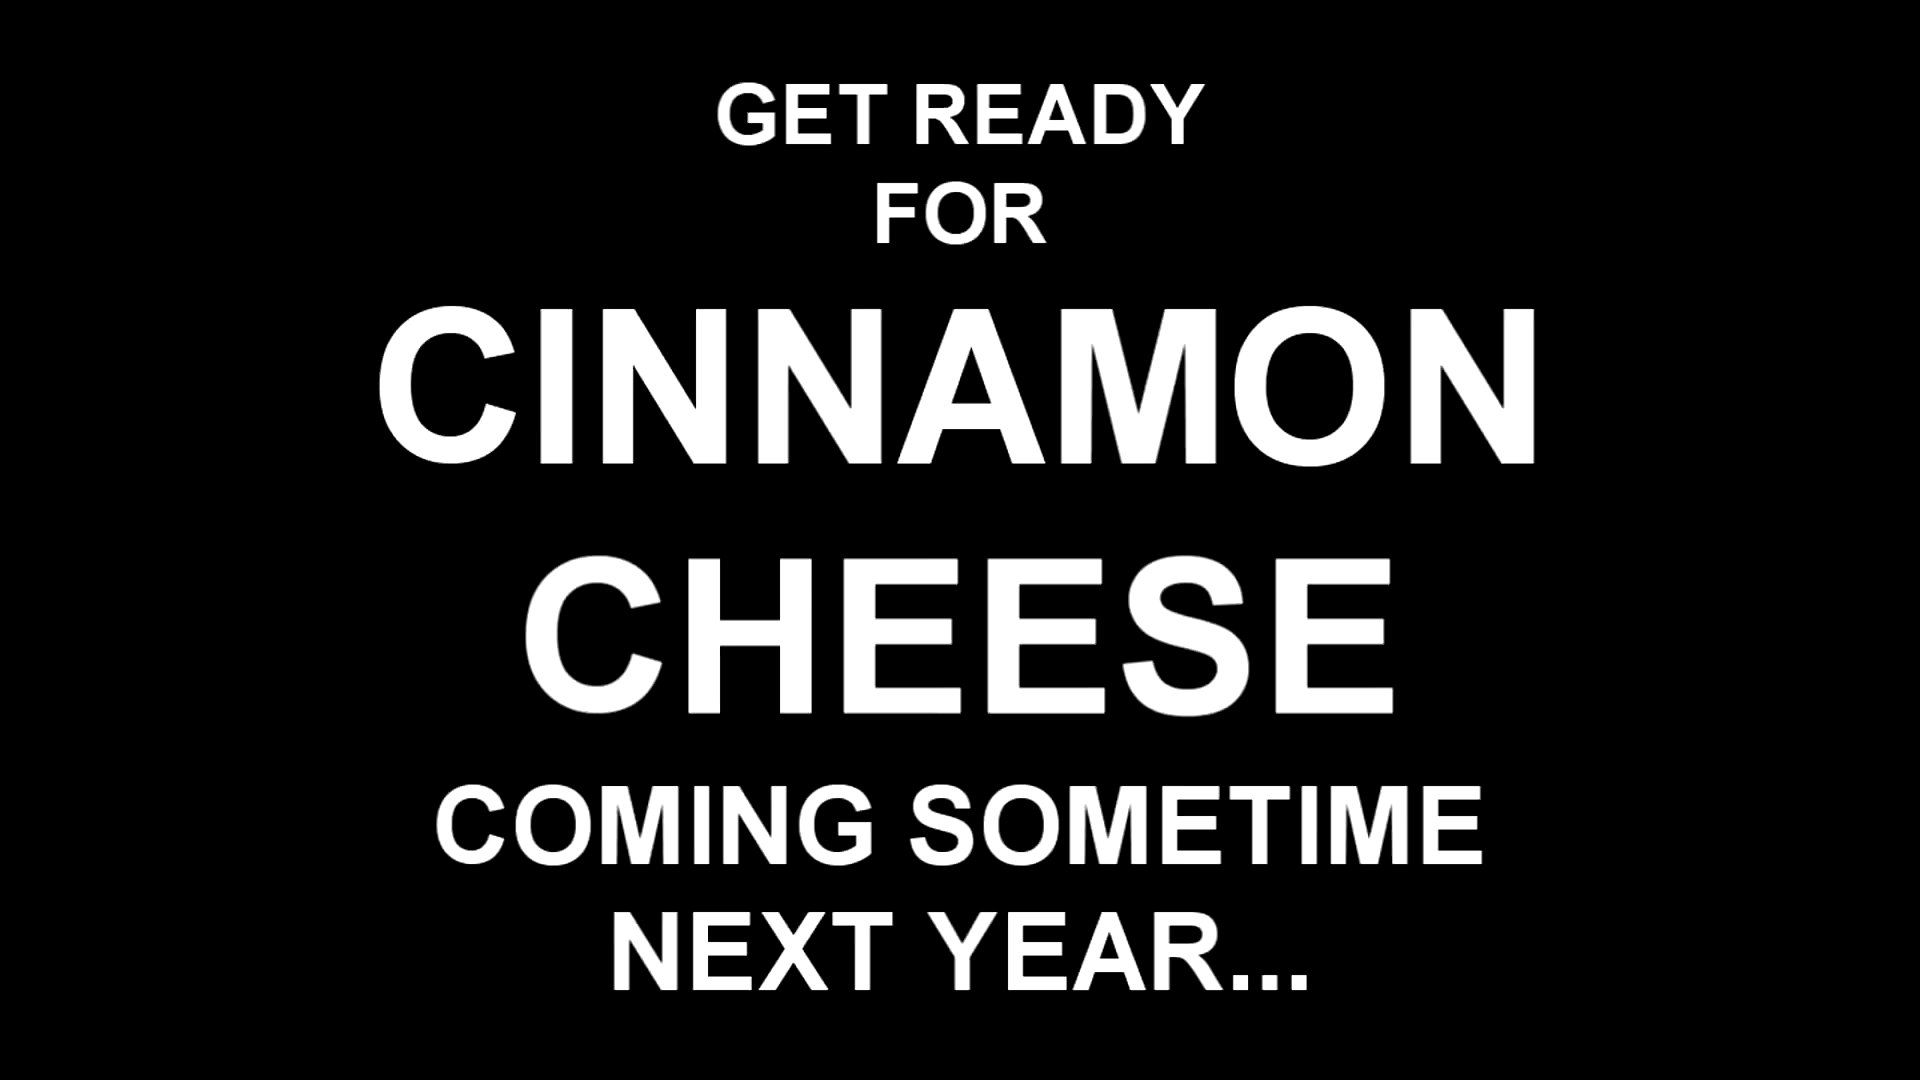 GET READY
FOR
CINNAMON
CHEESE
COMING SOMETIME
NEXT YEAR...